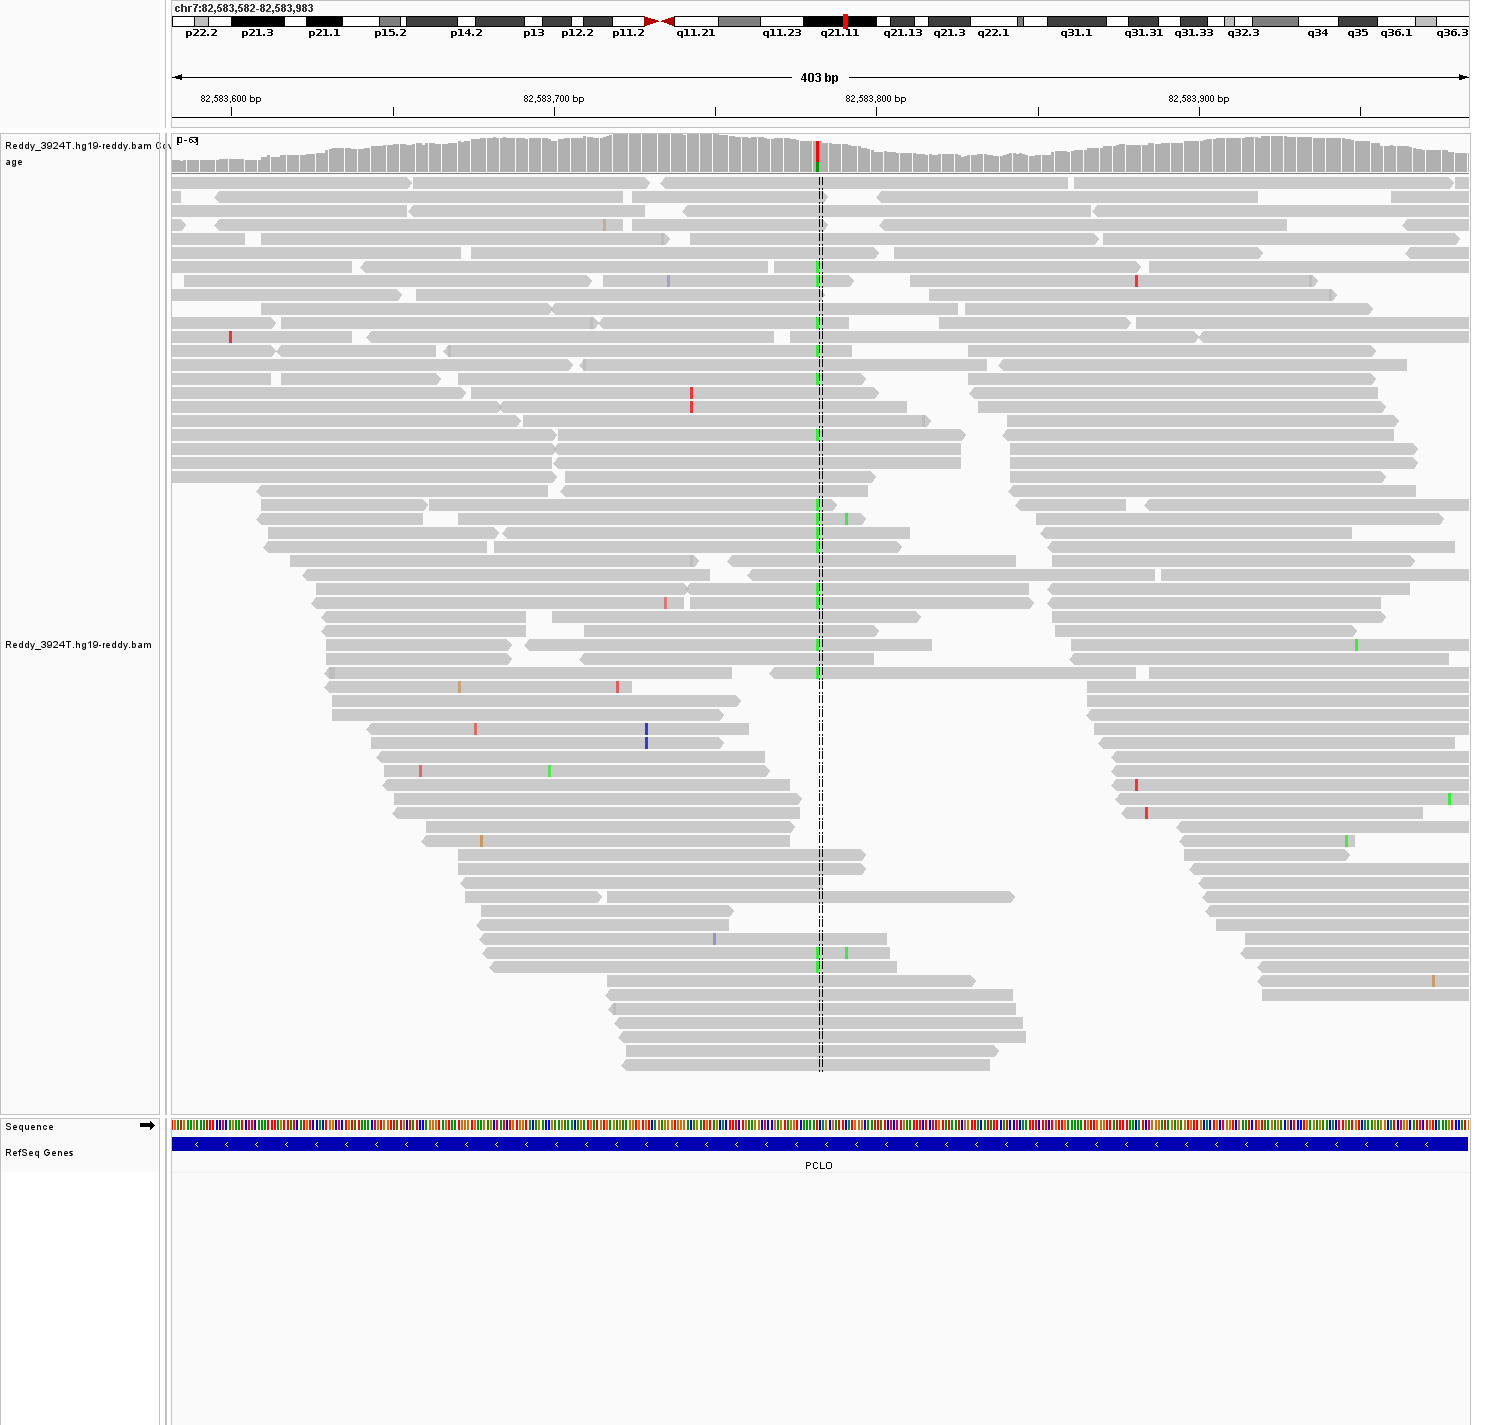 chr7:82,583,582-82,583,983
p22.2 p21.3 p21.1 p15.2 p14.2 p13 p12.2 p11.2 q11.21 q11.23 q21.11 q21.13 q21.3 q22.1 q31.1 q31.31 q31.33 q32.3 q34 q35 q36.1 q36.3
403 bp
82,583,600 bp 82,583,700 bp 82,583,800 bp 82,583,900 bp
[0-63]
Reddy_3924T.hg19-reddy.bam Cov
age
Reddy_3924T.hg19-reddy.bam
Sequence
RefSeq Genes
PCLO